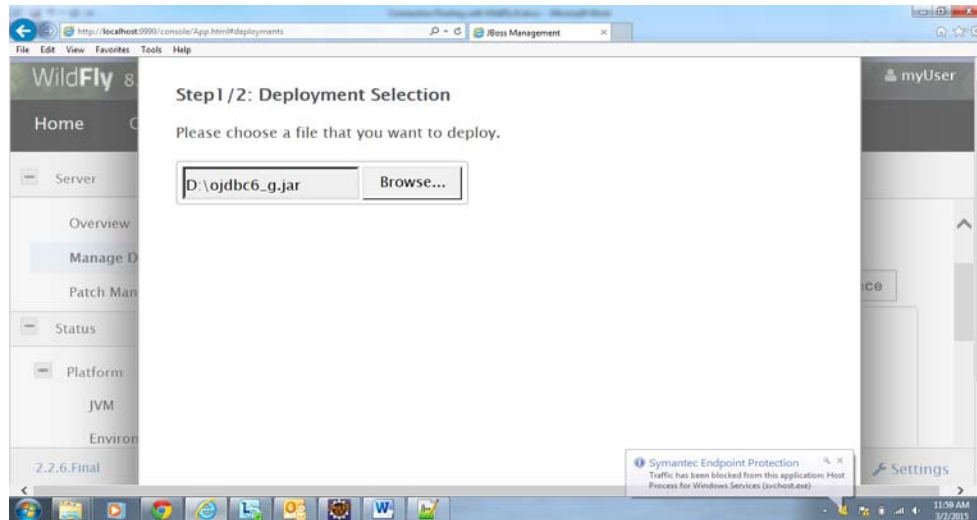 http://localhost:9990/console/App.html#deployments
JBoss Management
File Edit View Favorites Tools Help
WildFly 8.
myUser
Home
Step1/2: Deployment Selection
Please choose a file that you want to deploy.
D:\ojdbc6_g.jar
Browse...
Server
Overview
Manage D
Patch Man
Status
Platform
JVM
Environ
2.2.6.Final
Settings
Symantec Endpoint Protection
Traffic has been blocked from this application: Host
Process for Windows Services (svchost.exe)
11:59 AM
3/2/2015